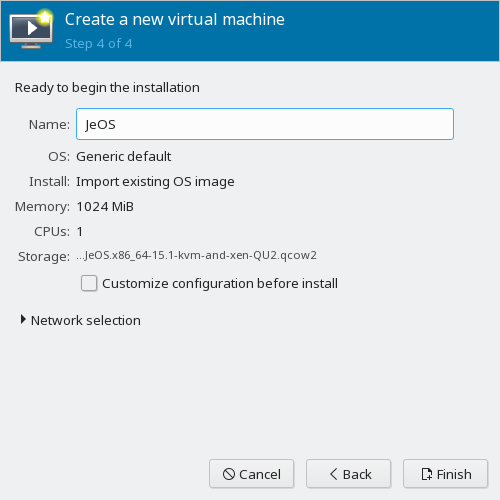 Create a new virtual machine
Step 4 of 4
Ready to begin the installation
Name: JeOS
OS: Generic default
Install: Import existing OS image
Memory: 1024 MiB
CPUs: 1
Storage: ...JeOS.x86_64-15.1-kvm-and-xen-QU2.qcow2
Customize configuration before install
Network selection
Cancel Back Finish